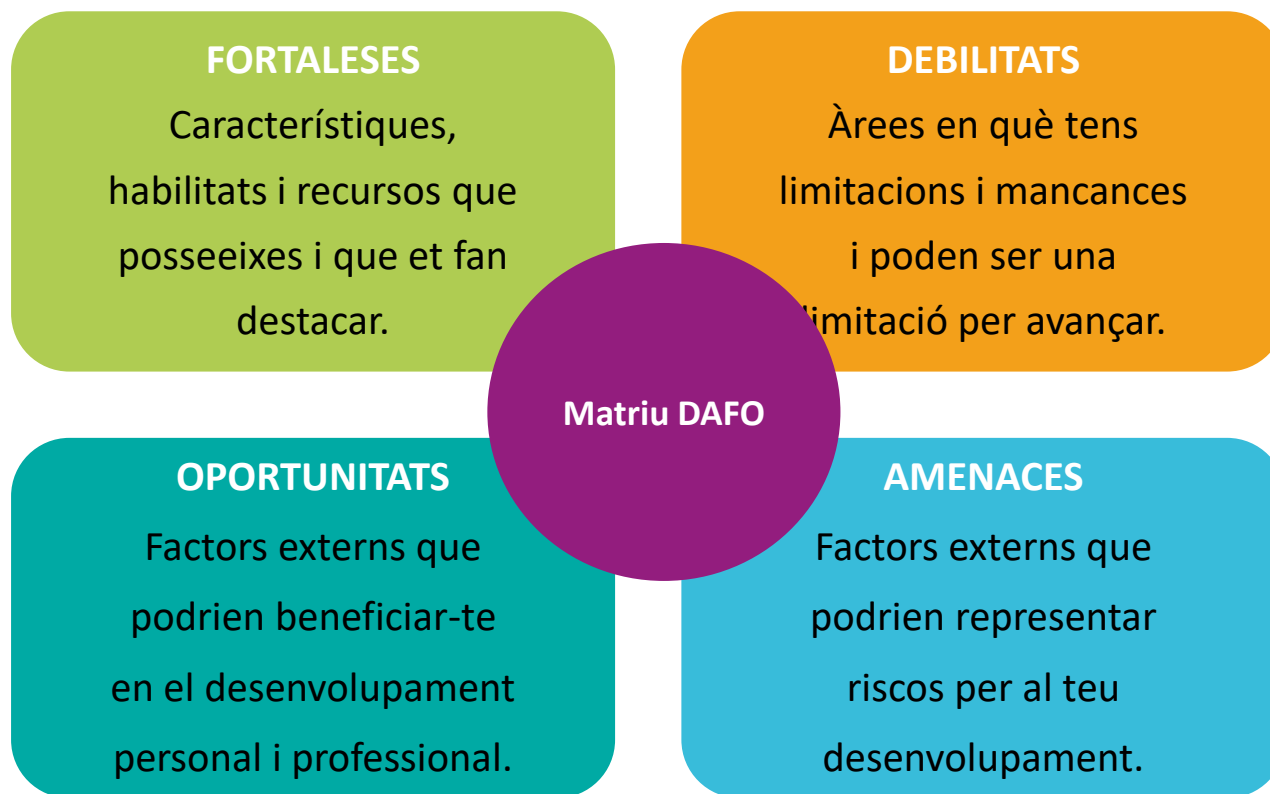 FORTALESES
Característiques,
habilitats i recursos que
posseeixes i que et fan
destacar.
DEBILITATS
Àrees en què tens
limitacions i mancances
i poden ser una
limitació per avançar.
Matriu DAFO
OPORTUNITATS
Factors externs que
podrien beneficiar-te
en el desenvolupament
personal i professional.
AMENACES
Factors externs que
podrien representar
riscos per al teu
desenvolupament.